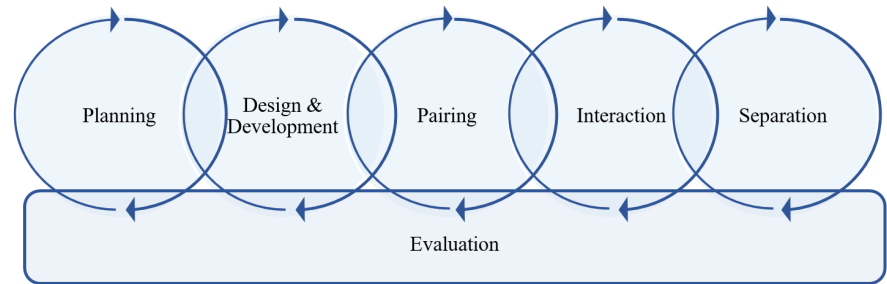 Planning
Design &
Development
Pairing
Interaction
Separation
Evaluation